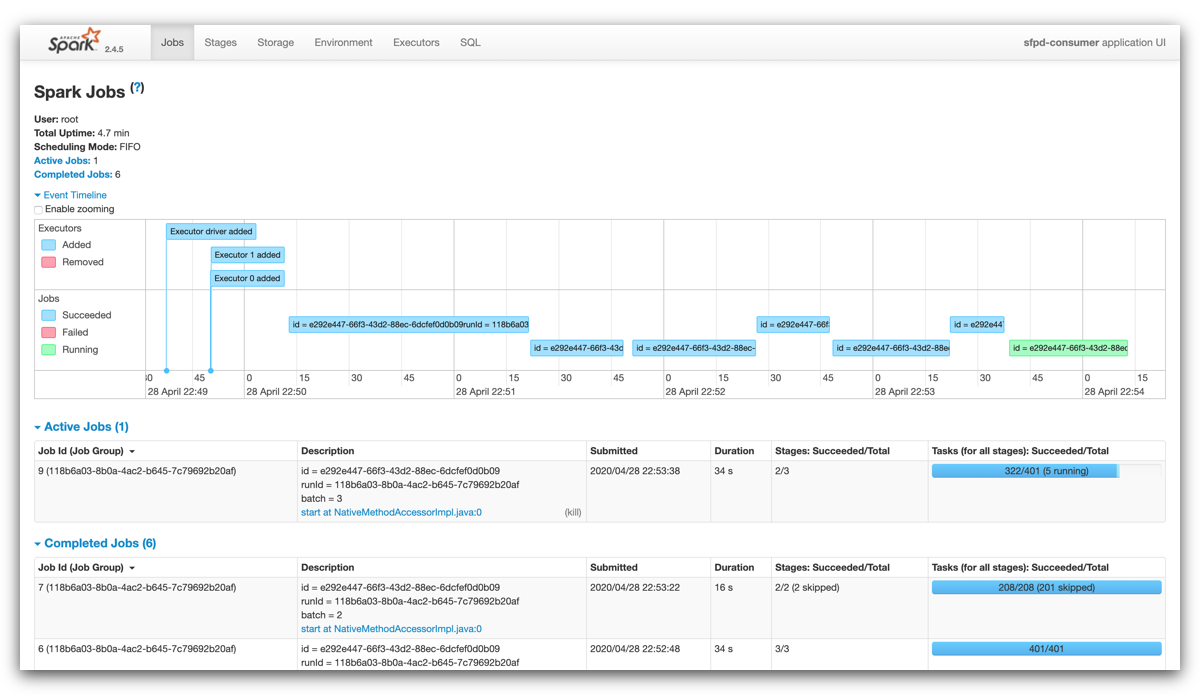 APACHE
Spark 2.4.5 Jobs Stages Storage Environment Executors SQL sfpd-consumer application UI
Spark Jobs (?)
User: root
Total Uptime: 4.7 min
Scheduling Mode: FIFO
Active Jobs: 1
Completed Jobs: 6
Event Timeline
Enable zooming
Executors
Added
Removed
Executor driver added
Executor 1 added
Executor 0 added
Jobs
Succeeded
Failed
Running
id = e292e447-66f3-43d2-88ec-6dcfef0d0b09runId = 118b6a03 id = e292e447-66f3 id = e292e447
id = e292e447-66f3-43d id = e292e447-66f3-43d2-88ec- id = e292e447-66f3-43d2-88e id = e292e447-66f3-43d2-88ec
30 45 0 15 30 45 0 15 30 45 0 15 30 45 0 15 30 45 0 15
28 April 22:49 28 April 22:50 28 April 22:51 28 April 22:52 28 April 22:53 28 April 22:54
Active Jobs (1)
Job Id (Job Group) Description Submitted Duration Stages: Succeeded/Total Tasks (for all stages): Succeeded/Total
9 (118b6a03-8b0a-4ac2-b645-7c79692b20af) id = e292e447-66f3-43d2-88ec-6dcfef0d0b09 2020/04/28 22:53:38 34 s 2/3 322/401 (5 running)
runId = 118b6a03-8b0a-4ac2-b645-7c79692b20af
batch = 3
start at NativeMethodAccessorImpl.java:0 (kill)
Completed Jobs (6)
Job Id (Job Group) Description Submitted Duration Stages: Succeeded/Total Tasks (for all stages): Succeeded/Total
7 (118b6a03-8b0a-4ac2-b645-7c79692b20af) id = e292e447-66f3-43d2-88ec-6dcfef0d0b09 2020/04/28 22:53:22 16 s 2/2 (2 skipped) 208/208 (201 skipped)
runId = 118b6a03-8b0a-4ac2-b645-7c79692b20af
batch = 2
start at NativeMethodAccessorImpl.java:0
6 (118b6a03-8b0a-4ac2-b645-7c79692b20af) id = e292e447-66f3-43d2-88ec-6dcfef0d0b09 2020/04/28 22:52:48 34 s 3/3 401/401
runId = 118b6a03-8b0a-4ac2-b645-7c79692b20af